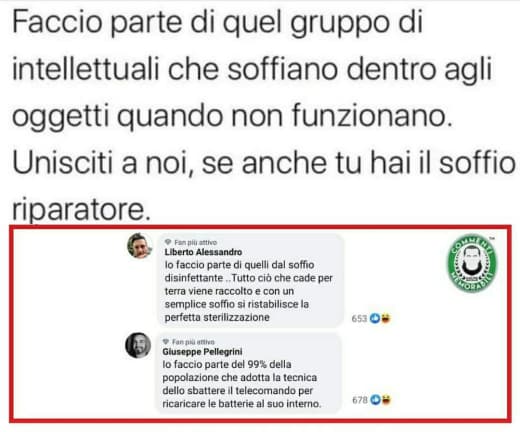 Faccio parte di quel gruppo di
intellettuali che soffiano dentro agli
oggetti quando non funzionano.
Unisciti a noi, se anche tu hai il soffio
riparatore.
Fan più attivo
Liberto Alessandro
Io faccio parte di quelli dal soffio
disinfettante ..Tutto ciò che cade per
terra viene raccolto e con un
semplice soffio si ristabilisce la
perfetta sterilizzazione
653
COMMENTI
MEMORABILI
Fan più attivo
Giuseppe Pellegrini
Io faccio parte del 99% della
popolazione che adotta la tecnica
dello sbattere il telecomando per
ricaricare le batterie al suo interno.
678